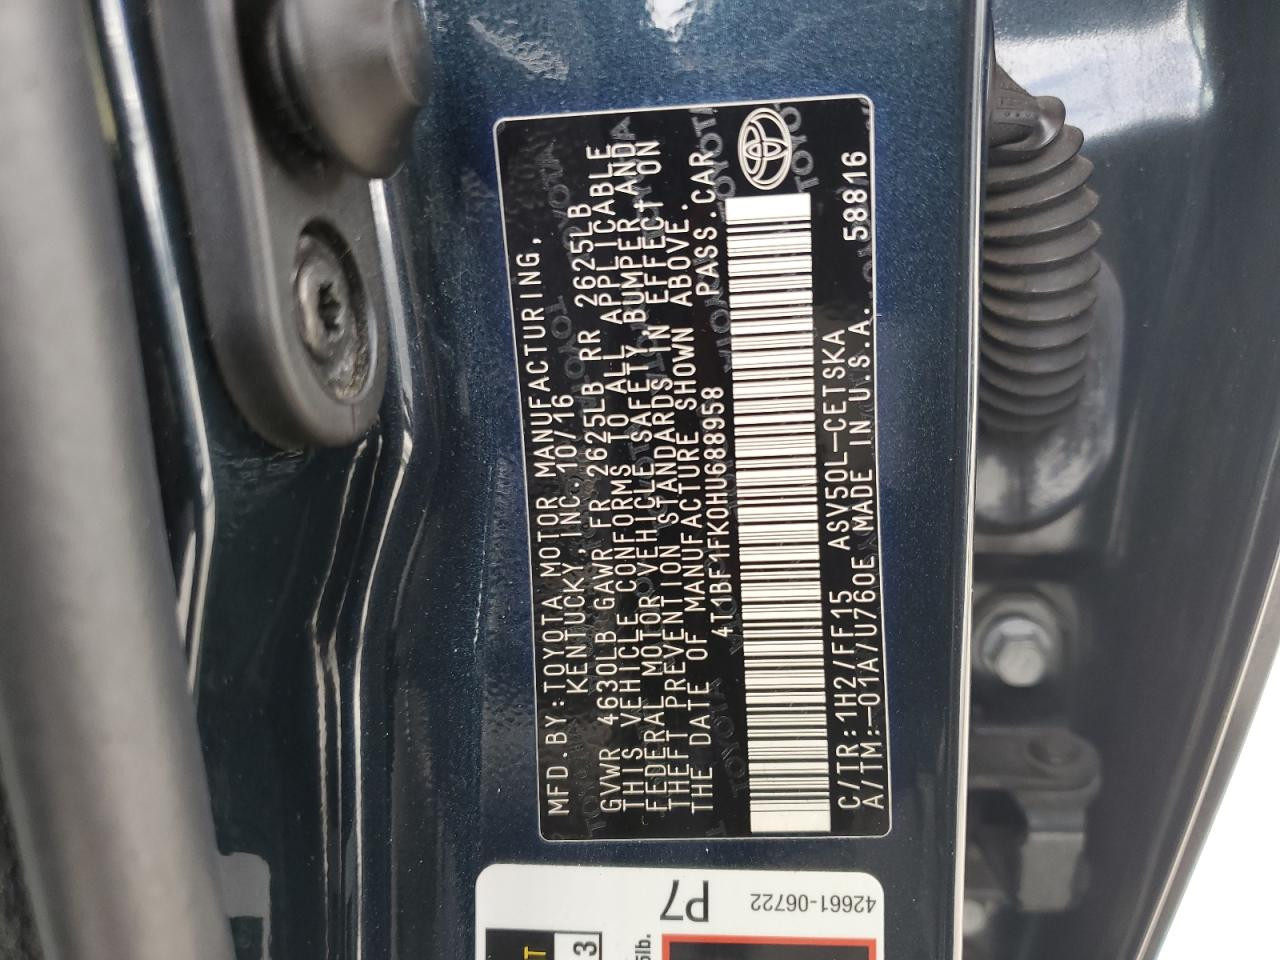 MFD.BY:TOYOTA MOTOR MANUFACTURING,
KENTUCKY,INC. 10/16
GVWR 4630LB GAWR FR 2625LB RR 2625LB
THIS VEHICLE CONFORMS TO ALL APPLICABLE
FEDERAL MOTOR VEHICLE SAFETY,BUMPER,AND
THEFT PREVENTION STANDARDS IN EFFECT ON
THE DATE OF MANUFACTURE SHOWN ABOVE.
4T1BF1FK0HU688958 PASS.CAR
C/TR:1H2/FF15 ASV50L-CETSKA 58816
A/TM:-01A/U760E MADE IN U.S.A.
P7
42661-06722
3